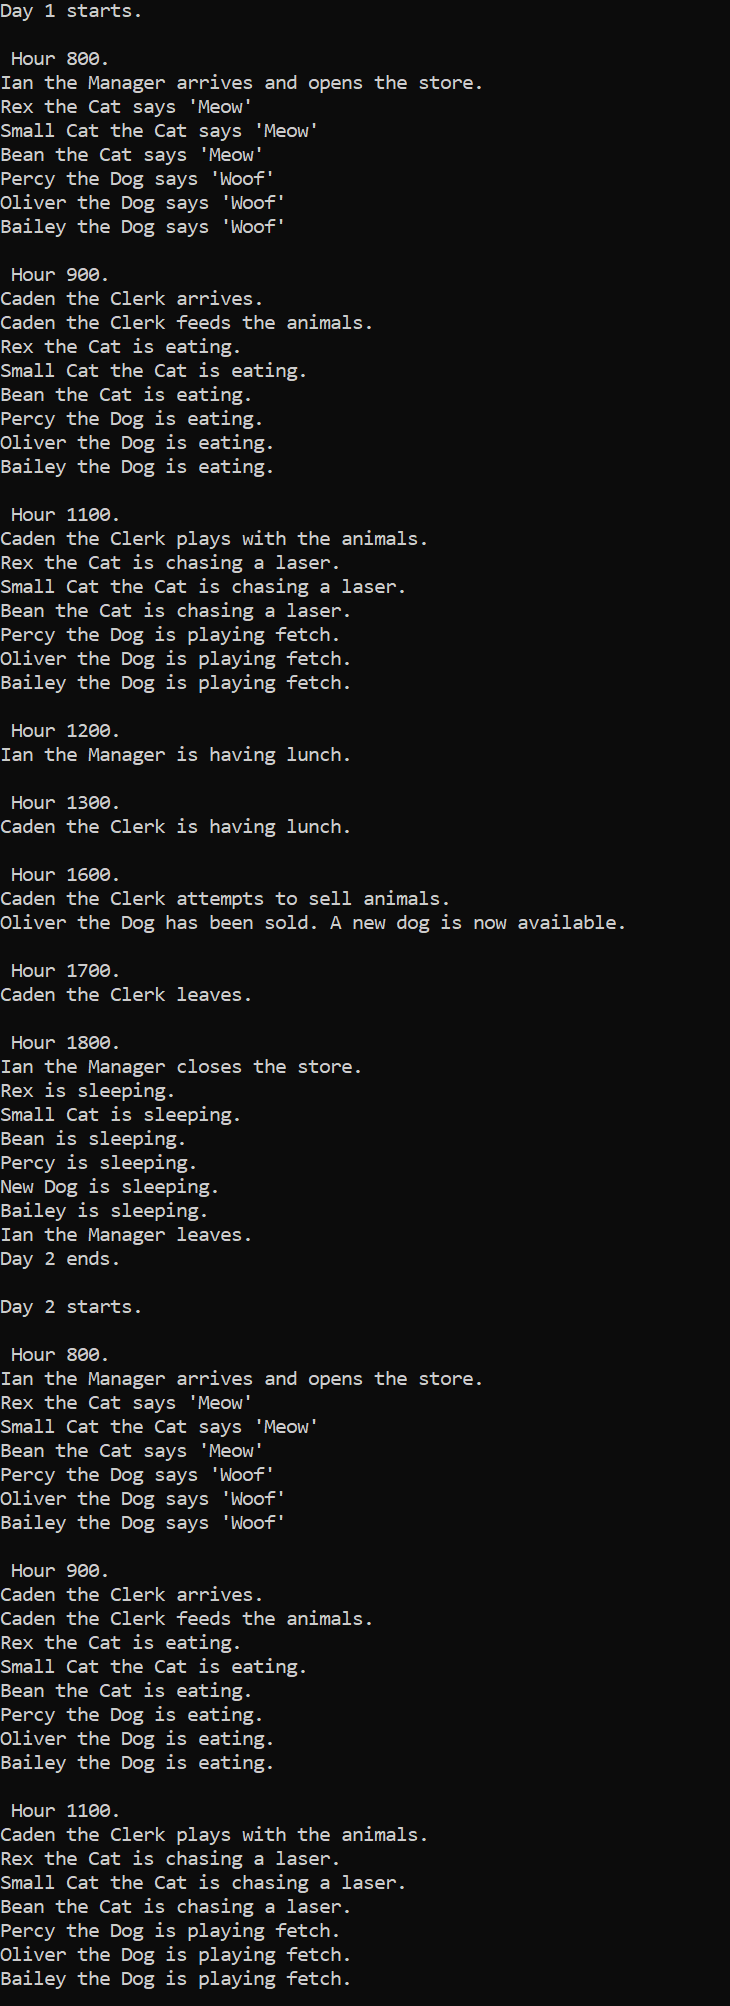 Day 1 starts.
Hour 800.
Ian the Manager arrives and opens the store.
Rex the Cat says 'Meow'
Small Cat the Cat says 'Meow'
Bean the Cat says 'Meow'
Percy the Dog says 'Woof'
Oliver the Dog says 'Woof'
Bailey the Dog says 'Woof'
Hour 900.
Caden the Clerk arrives.
Caden the Clerk feeds the animals.
Rex the Cat is eating.
Small Cat the Cat is eating.
Bean the Cat is eating.
Percy the Dog is eating.
Oliver the Dog is eating.
Bailey the Dog is eating.
Hour 1100.
Caden the Clerk plays with the animals.
Rex the Cat is chasing a laser.
Small Cat the Cat is chasing a laser.
Bean the Cat is chasing a laser.
Percy the Dog is playing fetch.
Oliver the Dog is playing fetch.
Bailey the Dog is playing fetch.
Hour 1200.
Ian the Manager is having lunch.
Hour 1300.
Caden the Clerk is having lunch.
Hour 1600.
Caden the Clerk attempts to sell animals.
Oliver the Dog has been sold. A new dog is now available.
Hour 1700.
Caden the Clerk leaves.
Hour 1800.
Ian the Manager closes the store.
Rex is sleeping.
Small Cat is sleeping.
Bean is sleeping.
Percy is sleeping.
New Dog is sleeping.
Bailey is sleeping.
Ian the Manager leaves.
Day 2 ends.
Day 2 starts.
Hour 800.
Ian the Manager arrives and opens the store.
Rex the Cat says 'Meow'
Small Cat the Cat says 'Meow'
Bean the Cat says 'Meow'
Percy the Dog says 'Woof'
Oliver the Dog says 'Woof'
Bailey the Dog says 'Woof'
Hour 900.
Caden the Clerk arrives.
Caden the Clerk feeds the animals.
Rex the Cat is eating.
Small Cat the Cat is eating.
Bean the Cat is eating.
Percy the Dog is eating.
Oliver the Dog is eating.
Bailey the Dog is eating.
Hour 1100.
Caden the Clerk plays with the animals.
Rex the Cat is chasing a laser.
Small Cat the Cat is chasing a laser.
Bean the Cat is chasing a laser.
Percy the Dog is playing fetch.
Oliver the Dog is playing fetch.
Bailey the Dog is playing fetch.